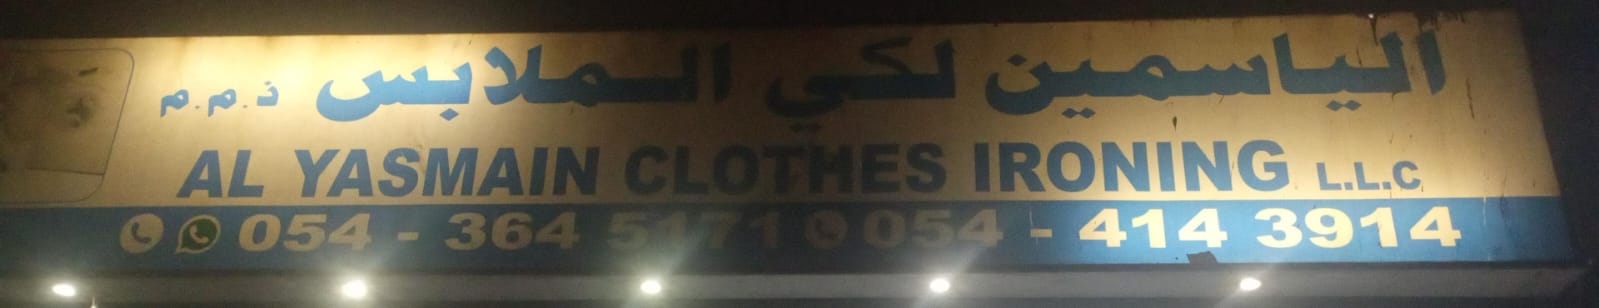 الياسمين لكي الملابس ذ.م.م
AL YASMAIN CLOTHES IRONING L.L.C
054 - 364 5171 054 - 414 3914